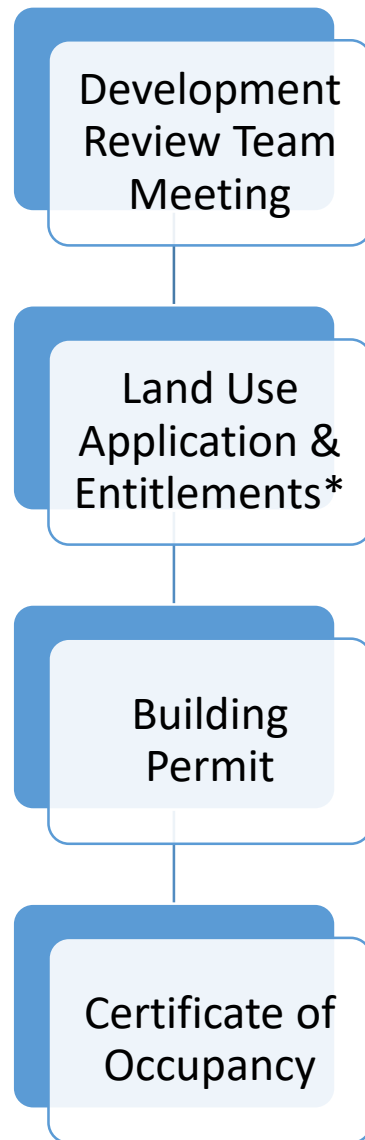 Development
Review Team
Meeting
Land Use
Application &
Entitlements*
Building
Permit
Certificate of
Occupancy